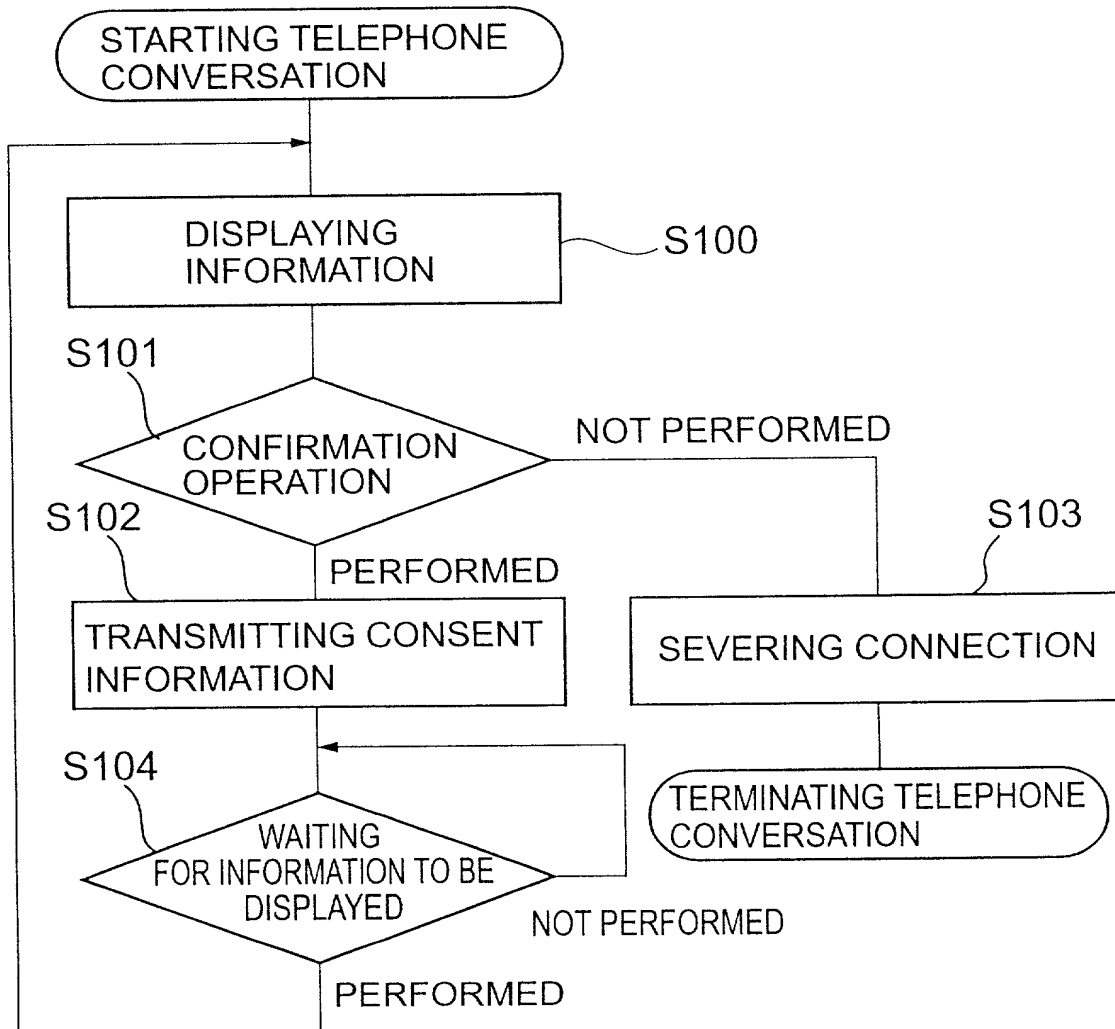 STARTING TELEPHONE
CONVERSATION
DISPLAYING
INFORMATION
S100
S101
CONFIRMATION
OPERATION
NOT PERFORMED
S102
PERFORMED
S103
TRANSMITTING CONSENT
INFORMATION
SEVERING CONNECTION
S104
WAITING
FOR INFORMATION TO BE
DISPLAYED
NOT PERFORMED
TERMINATING TELEPHONE
CONVERSATION
PERFORMED